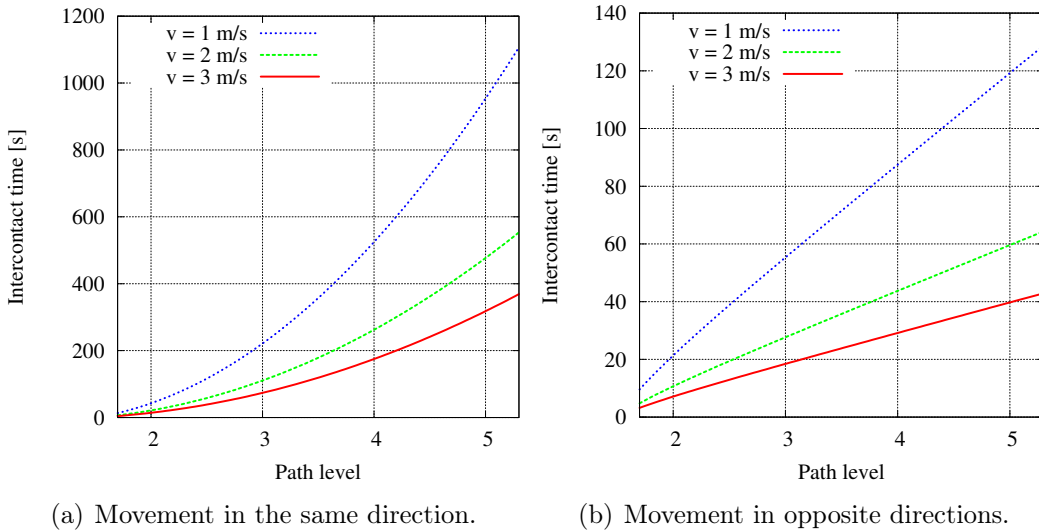 v = 1 m/s
v = 2 m/s
v = 3 m/s
1200
1000
800
600
400
200
0
Intercontact time [s]
2 3 4 5
Path level
(a) Movement in the same direction.
v = 1 m/s
v = 2 m/s
v = 3 m/s
140
120
100
80
60
40
20
0
Intercontact time [s]
2 3 4 5
Path level
(b) Movement in opposite directions.